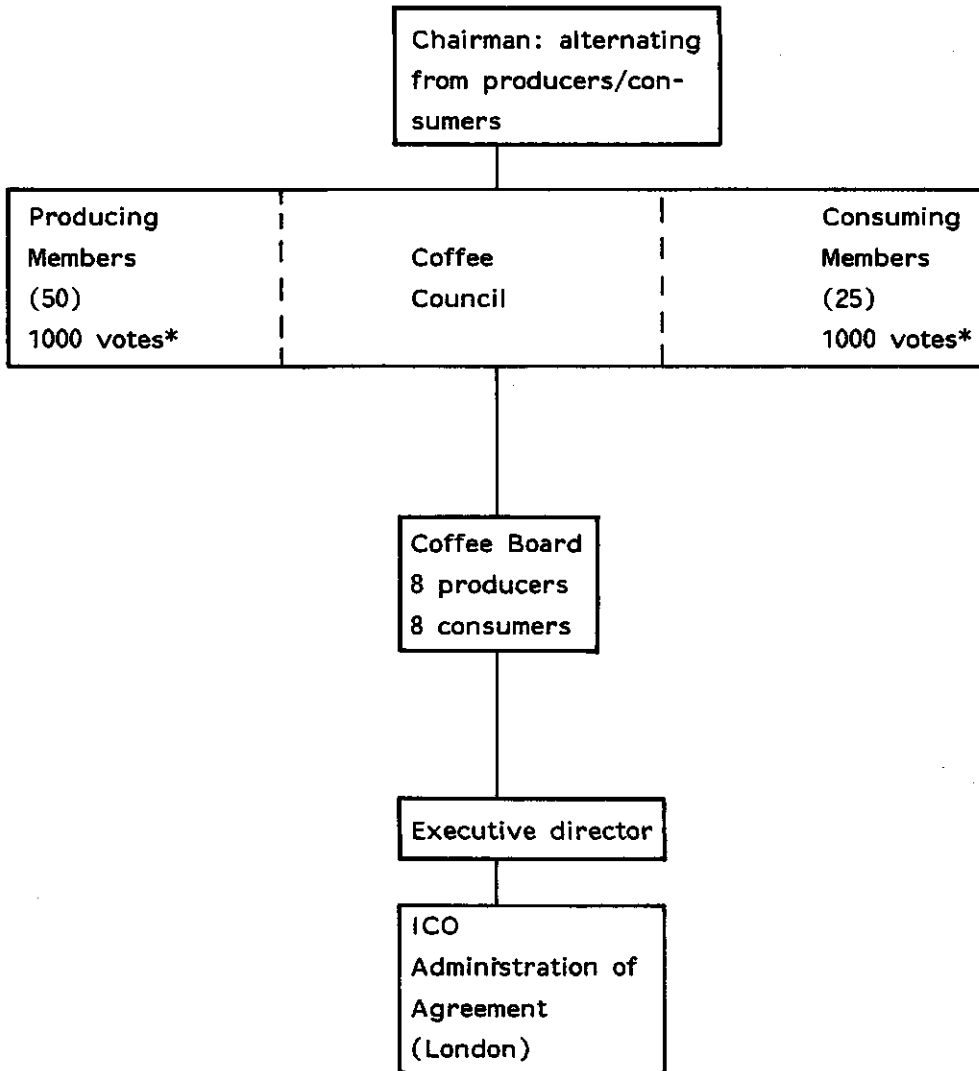 Chairman: alternating
from producers/con-
sumers
Producing
Members
(50)
1000 votes*
Coffee
Council
Consuming
Members
(25)
1000 votes*
Coffee Board
8 producers
8 consumers
Executive director
ICO
Administration of
Agreement
(London)